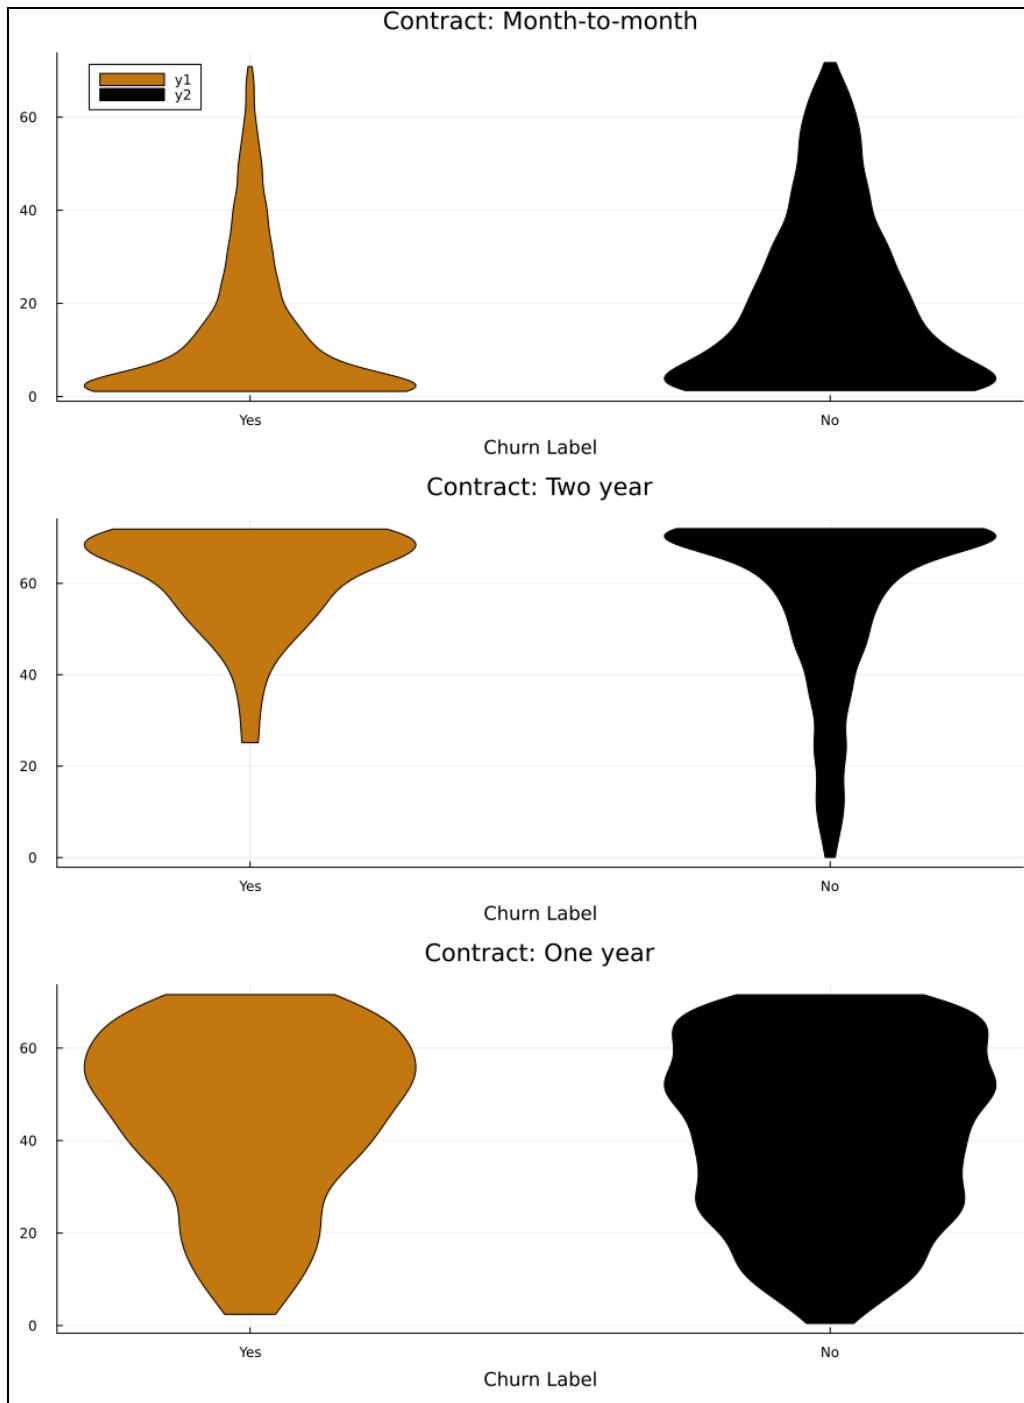 Contract: Month-to-month
y1
y2
60
40
20
0
Yes No
Churn Label
Contract: Two year
60
40
20
0
Yes No
Churn Label
Contract: One year
60
40
20
0
Yes No
Churn Label